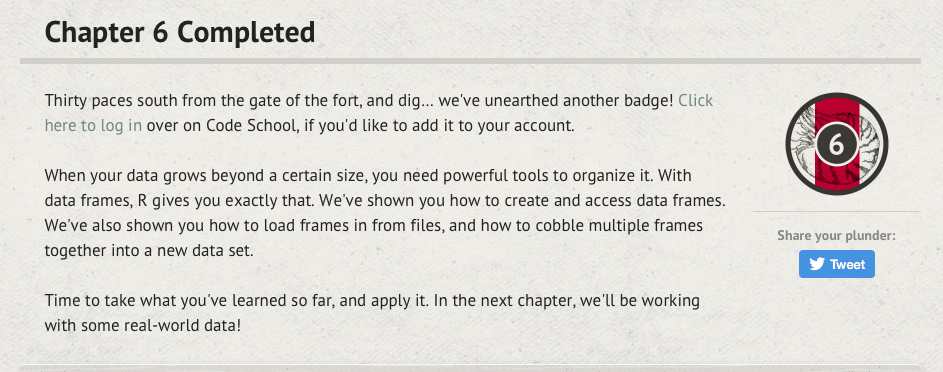 Chapter 6 Completed
Thirty paces south from the gate of the fort, and dig... we've unearthed another badge! Click
here to log in over on Code School, if you'd like to add it to your account.
When your data grows beyond a certain size, you need powerful tools to organize it. With
data frames, R gives you exactly that. We've shown you how to create and access data frames.
We've also shown you how to load frames in from files, and how to cobble multiple frames
together into a new data set.
Time to take what you've learned so far, and apply it. In the next chapter, we'll be working
with some real-world data!
6
Share your plunder:
Tweet